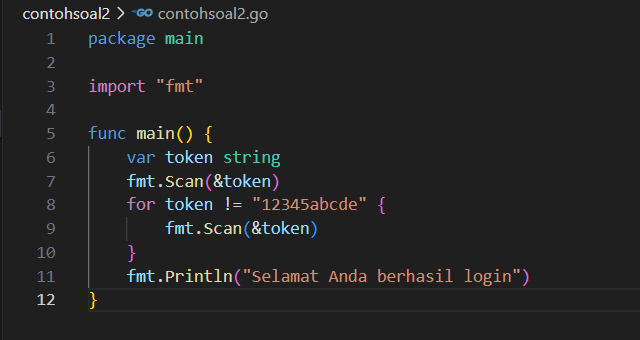 contohsoal2 > GO contohsoal2.go
1 package main
2
3 import "fmt"
4
5 func main() {
6     var token string
7     fmt.Scan(&token)
8     for token != "12345abcde" {
9         fmt.Scan(&token)
10     }
11     fmt.Println("Selamat Anda berhasil login")
12 }